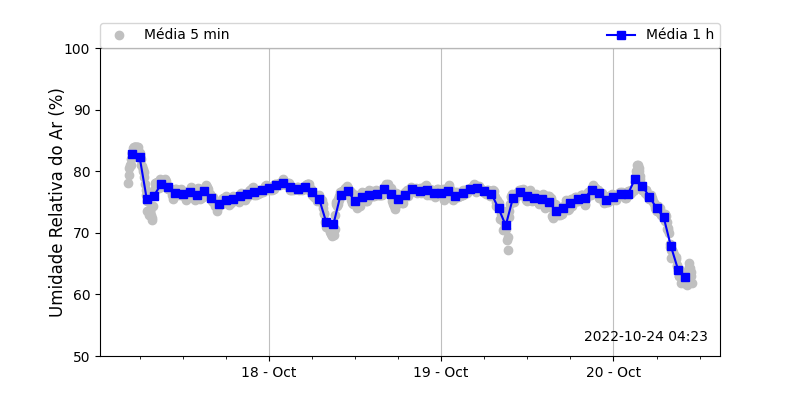 Média 5 min
Média 1 h
Umidade Relativa do Ar (%)
100
90
80
70
60
50
2022-10-24 04:23
18 - Oct
19 - Oct
20 - Oct